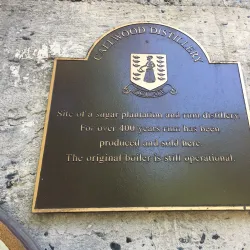 CALLWOOD DISTILLERY
Site of a sugar plantation and rum distillery.
For over 400 years rum has been
produced and sold here.
The original boiler is still operational.